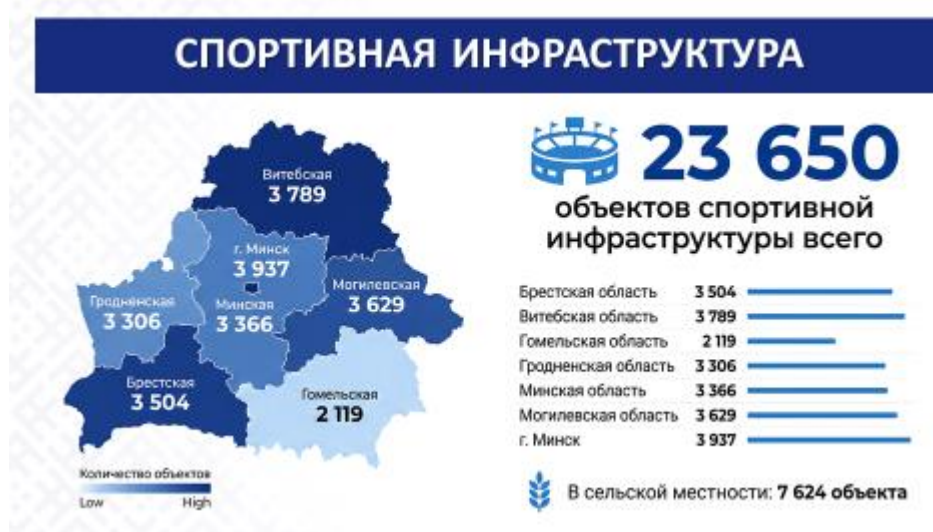 СПОРТИВНАЯ ИНФРАСТРУКТУРА
Витебская
3 789
г. Минск
3 937
Могилевская
3 629
Гродненская
3 306
Минская
3 366
Брестская
3 504
Гомельская
2 119
Количество объектов
Low High
23 650
объектов спортивной
инфраструктуры всего
Брестская область 3 504
Витебская область 3 789
Гомельская область 2 119
Гродненская область 3 306
Минская область 3 366
Могилевская область 3 629
г. Минск 3 937
В сельской местности: 7 624 объекта